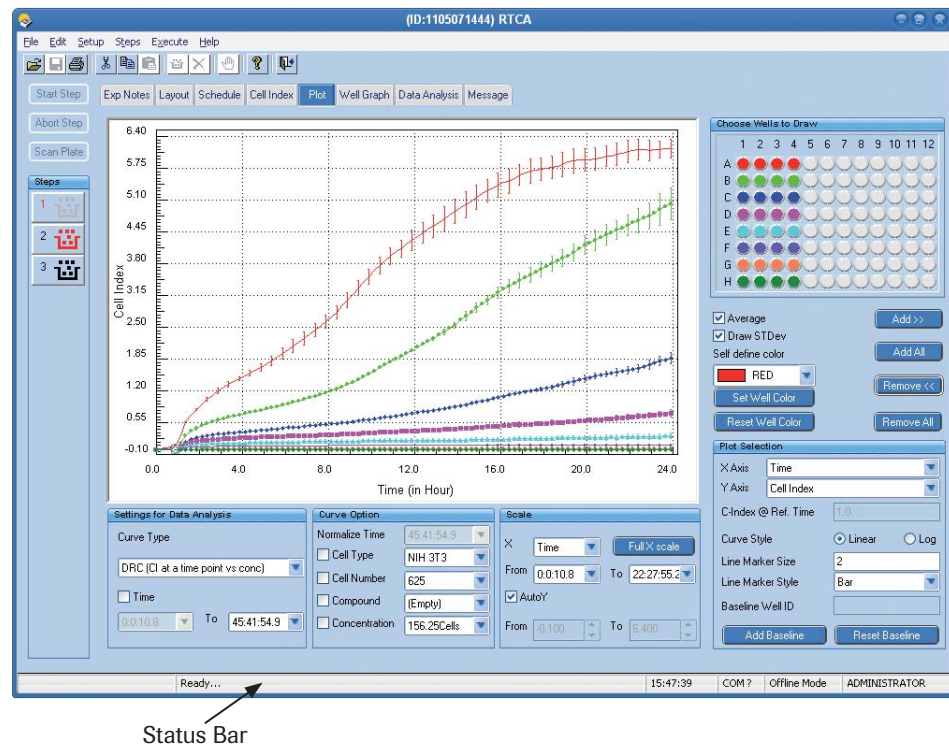 (ID:1105071444) RTCA
File Edit Setup Steps Execute Help
Start Step
Abort Step
Scan Plate
Steps
1
2
3
Exp Notes Layout Schedule Cell Index Plot Well Graph Data Analysis Message
6.40
5.75
5.10
4.45
3.80
3.15
2.50
1.85
1.20
0.55
-0.10
Cell Index
0.0 4.0 8.0 12.0 16.0 20.0 24.0
Time (in Hour)
Choose Wells to Draw
1 2 3 4 5 6 7 8 9 10 11 12
A
B
C
D
E
F
G
H
Average
Draw STDev
Self define color
RED
Set Well Color
Reset Well Color
Add >>
Add All
Remove <<
Remove All
Plot Selection
X Axis Time
Y Axis Cell Index
C-Index @ Ref. Time 1.0
Curve Style Linear Log
Line Marker Size 2
Line Marker Style Bar
Baseline Well ID
Add Baseline Reset Baseline
Settings for Data Analysis
Curve Type
DRC (CI at a time point vs conc)
Time
0:0:10.8 To 45:41:54.9
Curve Option
Normalize Time 45:41:54.9
Cell Type NIH 3T3
Cell Number 625
Compound (Empty)
Concentration 156.25Cells
Scale
X Time Full X scale
From 0:0:10.8 To 22:27:55.2
AutoY
From -0.100 To 6.400
Ready... 15:47:39 COM ? Offline Mode ADMINISTRATOR
Status Bar